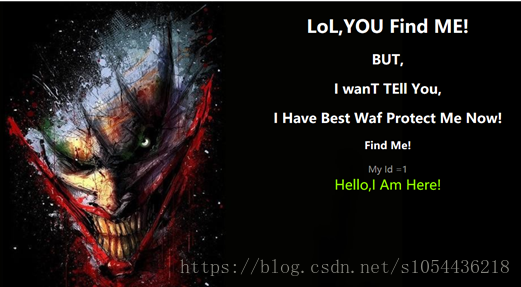 LoL,YOU Find ME!
BUT,
I wanT TEll You,
I Have Best Waf Protect Me Now!
Find Me!
My Id =1
Hello,I Am Here!
https://blog.csdn.net/s1054436218